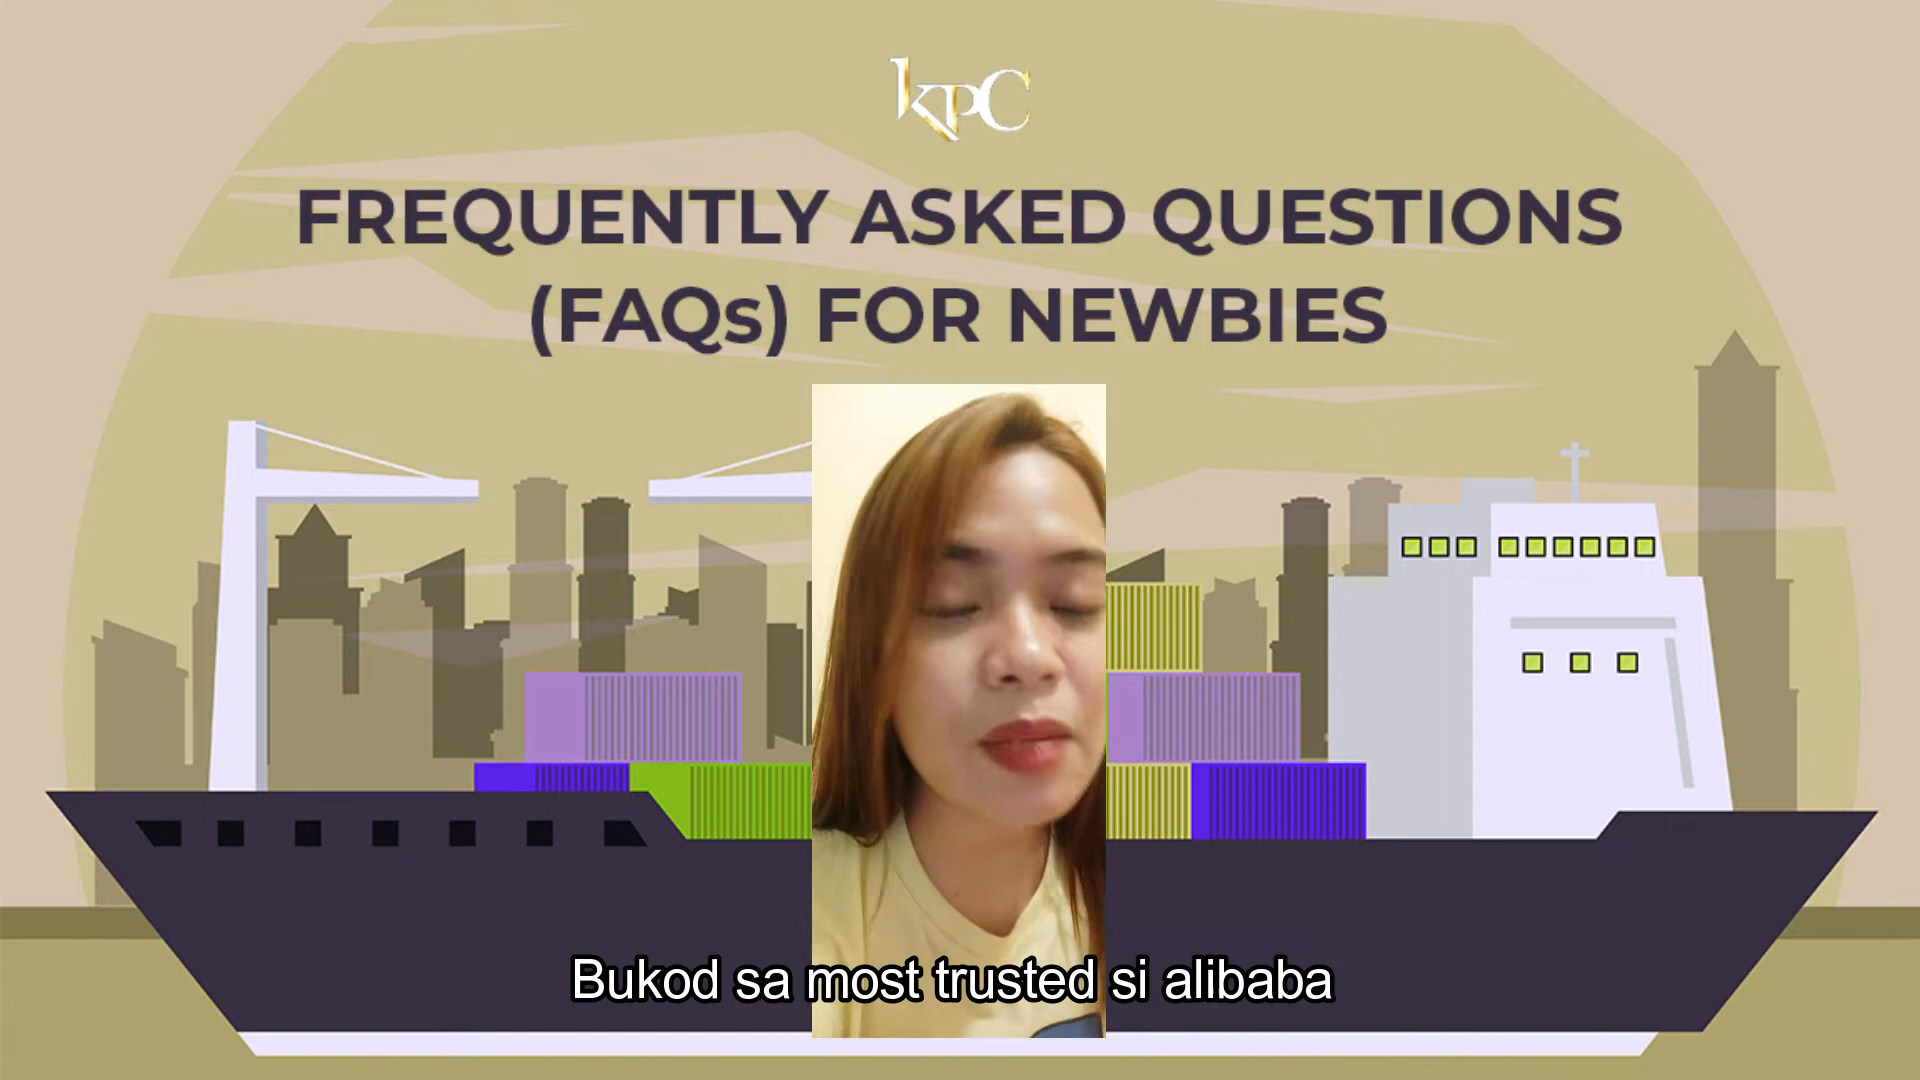 KPC
FREQUENTLY ASKED QUESTIONS
(FAQs) FOR NEWBIES
Bukod sa most trusted si alibaba